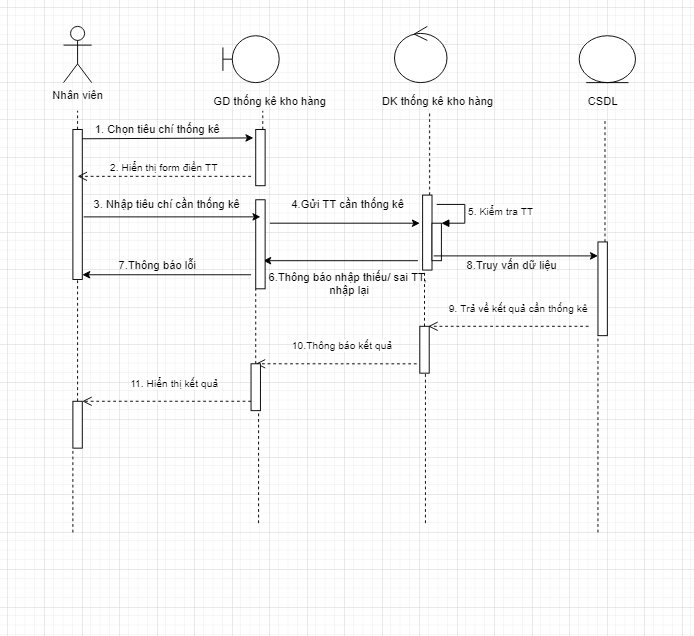 Nhân viên
GD thống kê kho hàng
DK thống kê kho hàng
CSDL
1. Chọn tiêu chí thống kê
2. Hiển thị form điền TT
3. Nhập tiêu chí cần thống kê
4.Gửi TT cần thống kê
5. Kiểm tra TT
7.Thông báo lỗi
6.Thông báo nhập thiếu/ sai TT,
nhập lại
8.Truy vấn dữ liệu
9. Trả về kết quả cần thống kê
10.Thông báo kết quả
11. Hiển thị kết quả